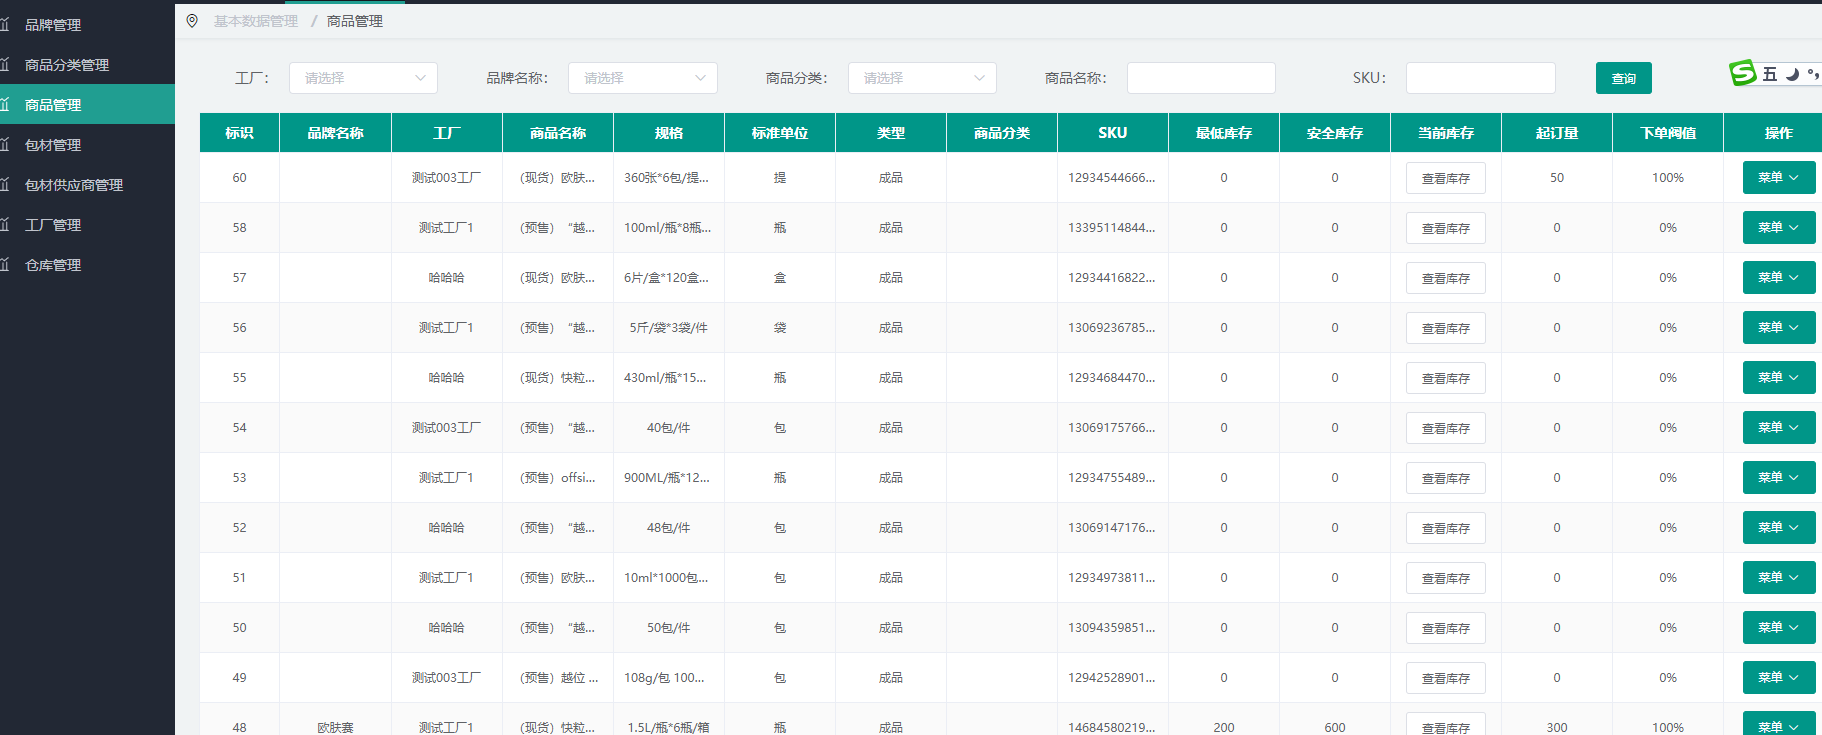 品牌管理
商品分类管理
商品管理
包材管理
包材供应商管理
工厂管理
仓库管理
基本数据管理 / 商品管理
工厂： 请选择 品牌名称： 请选择 商品分类： 请选择 商品名称： SKU： 查询
五
标识 品牌名称 工厂 商品名称 规格 标准单位 类型 商品分类 SKU 最低库存 安全库存 当前库存 起订量 下单阀值 操作
60 测试003工厂 （现货）欧肤... 360张*6包/提... 提 成品 12934544666... 0 0 查看库存 50 100% 菜单
58 测试工厂1 （预售）“越... 100ml/瓶*8瓶... 瓶 成品 13395114844... 0 0 查看库存 0 0% 菜单
57 哈哈哈 （现货）欧肤... 6片/盒*120盒... 盒 成品 12934416822... 0 0 查看库存 0 0% 菜单
56 测试工厂1 （预售）“越... 5斤/袋*3袋/件 袋 成品 13069236785... 0 0 查看库存 0 0% 菜单
55 哈哈哈 （现货）快粒... 430ml/瓶*15... 瓶 成品 12934684470... 0 0 查看库存 0 0% 菜单
54 测试003工厂 （预售）“越... 40包/件 包 成品 13069175766... 0 0 查看库存 0 0% 菜单
53 测试工厂1 （预售）offsi... 900ML/瓶*12... 瓶 成品 12934755489... 0 0 查看库存 0 0% 菜单
52 哈哈哈 （预售）“越... 48包/件 包 成品 13069147176... 0 0 查看库存 0 0% 菜单
51 测试工厂1 （预售）欧肤... 10ml*1000包... 包 成品 12934973811... 0 0 查看库存 0 0% 菜单
50 哈哈哈 （预售）“越... 50包/件 包 成品 13094359851... 0 0 查看库存 0 0% 菜单
49 测试003工厂 （预售）越位 ... 108g/包 100... 包 成品 12942528901... 0 0 查看库存 0 0% 菜单
48 欧肤赛 测试工厂1 （现货）快粒... 1.5L/瓶*6瓶/箱 瓶 成品 14684580219... 200 600 查看库存 300 100% 菜单